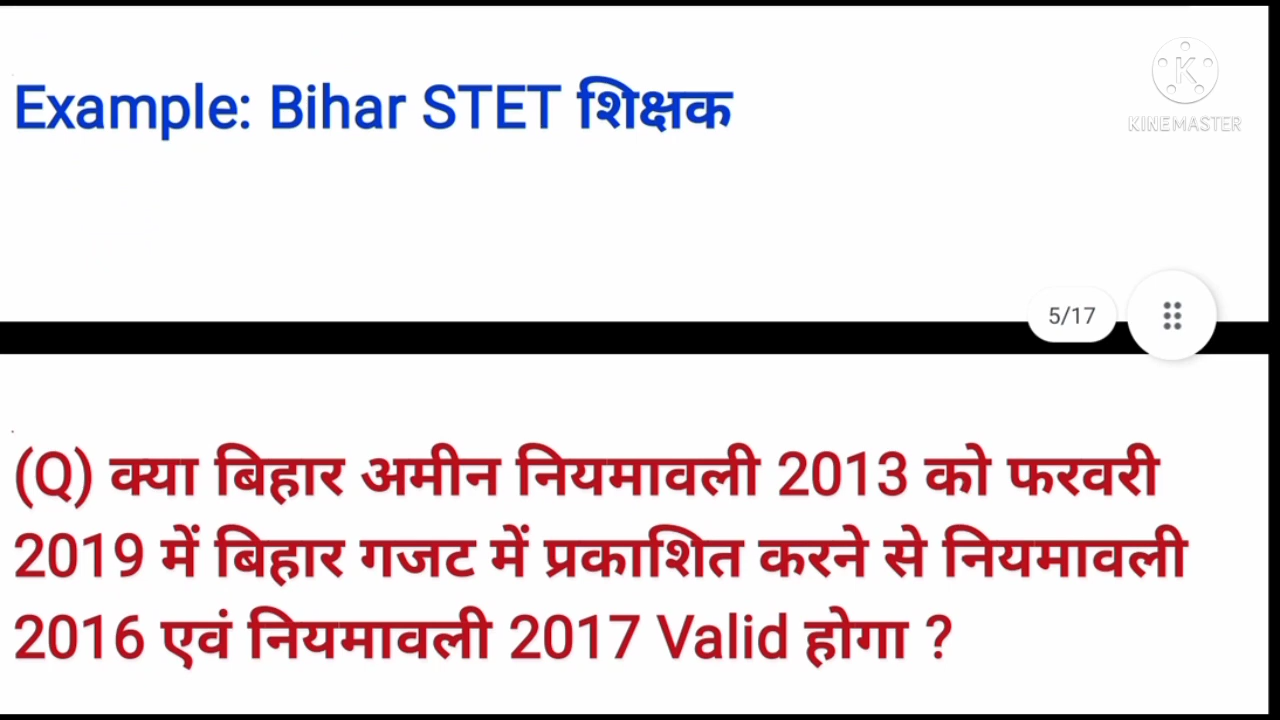 Example: Bihar STET शिक्षक
K
KINEMASTER
5/17
(Q) क्या बिहार अमीन नियमावली 2013 को फरवरी
2019 में बिहार गजट में प्रकाशित करने से नियमावली
2016 एवं नियमावली 2017 Valid होगा ?